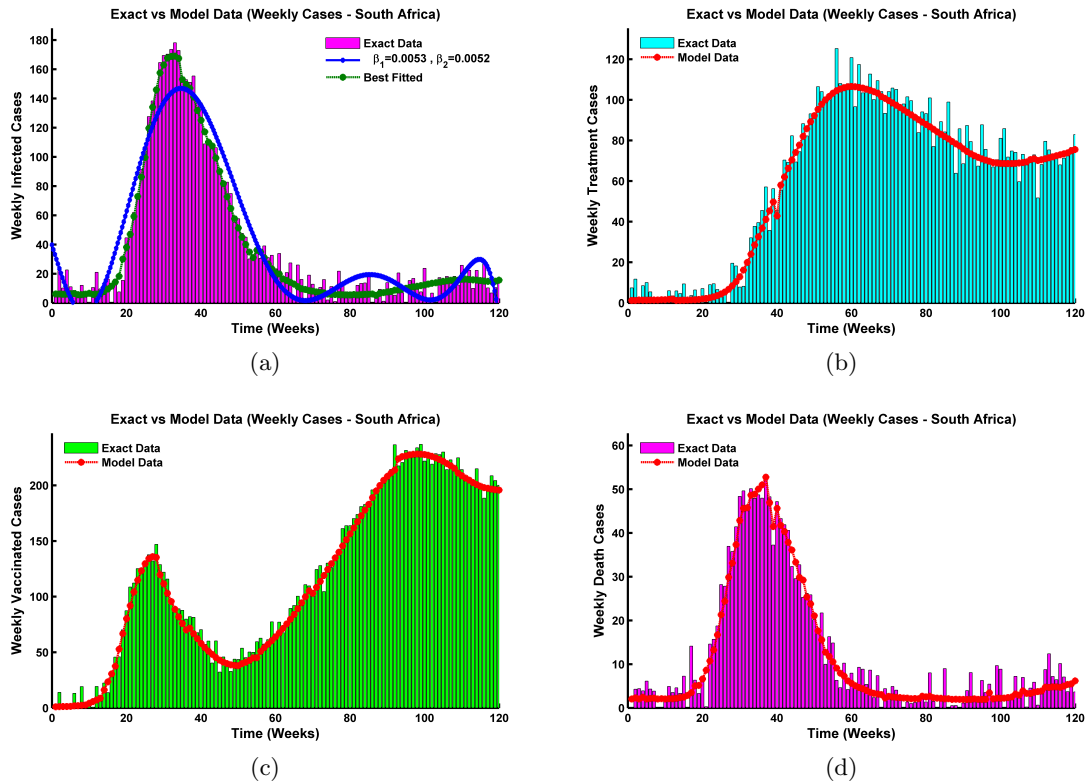 Exact vs Model Data (Weekly Cases - South Africa)
Exact Data
β1=0.0053 , β2=0.0052
Best Fitted
Weekly Infected Cases
0 20 40 60 80 100 120 140 160 180
0 20 40 60 80 100 120
Time (Weeks)
(a)
Exact vs Model Data (Weekly Cases - South Africa)
Exact Data
Model Data
Weekly Treatment Cases
0 20 40 60 80 100 120
0 20 40 60 80 100 120
Time (Weeks)
(b)
Exact vs Model Data (Weekly Cases - South Africa)
Exact Data
Model Data
Weekly Vaccinated Cases
0 50 100 150 200
0 20 40 60 80 100 120
Time (Weeks)
(c)
Exact vs Model Data (Weekly Cases - South Africa)
Exact Data
Model Data
Weekly Death Cases
0 10 20 30 40 50 60
0 20 40 60 80 100 120
Time (Weeks)
(d)